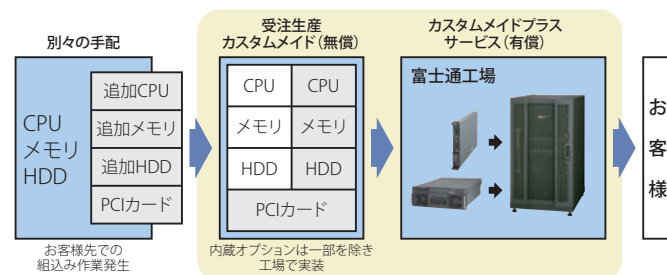 別々の手配
CPU
メモリ
HDD
追加CPU
追加メモリ
追加HDD
PCIカード
お客様先での
組込み作業発生
受注生産
カスタムメイド(無償)
CPU
CPU
メモリ
メモリ
HDD
HDD
PCIカード
内蔵オプションは一部を除き
工場で実装
カスタムメイドプラス
サービス(有償)
富士通工場
お
客
様